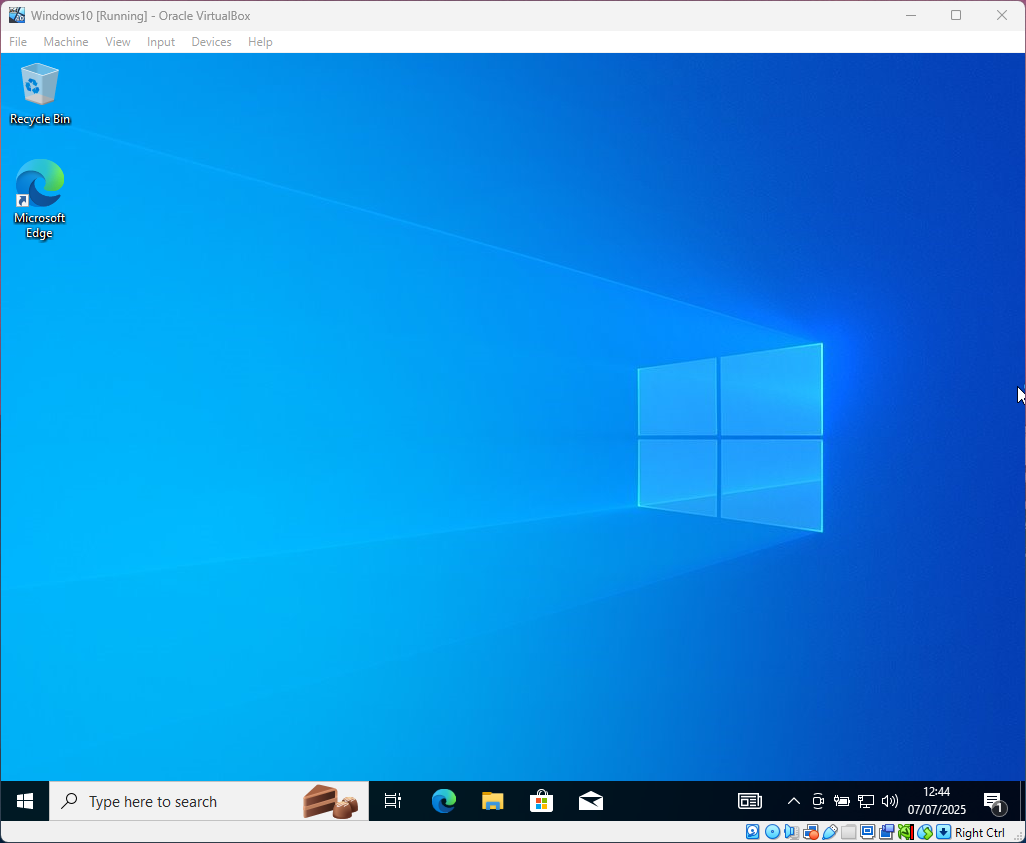 Windows10 [Running] - Oracle VirtualBox
File Machine View Input Devices Help
Recycle Bin
Microsoft
Edge
Type here to search
12:44
07/07/2025
1
Right Ctrl